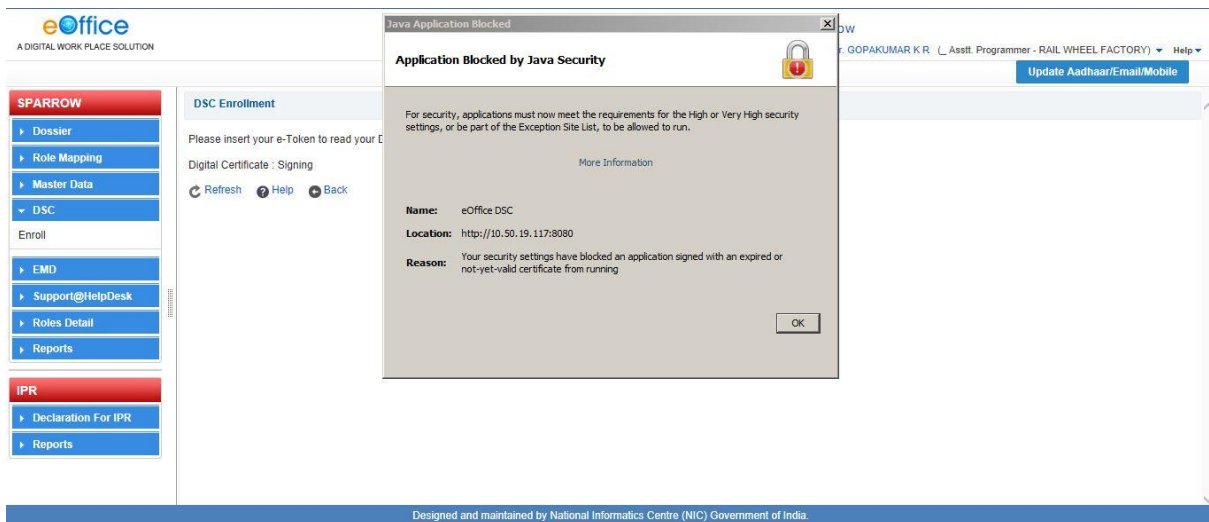 eOffice
A DIGITAL WORK PLACE SOLUTION
ow
r. GOPAKUMAR K R (_ Asstt. Programmer - RAIL WHEEL FACTORY) Help
Update Aadhaar/Email/Mobile
SPARROW
Dossier
Role Mapping
Master Data
DSC
Enroll
EMD
Support@HelpDesk
Roles Detail
Reports
IPR
Declaration For IPR
Reports
DSC Enrollment
Please insert your e-Token to read your D
Digital Certificate : Signing
Refresh Help Back
Java Application Blocked
Application Blocked by Java Security
For security, applications must now meet the requirements for the High or Very High security
settings, or be part of the Exception Site List, to be allowed to run.
More Information
Name: eOffice DSC
Location: http://10.50.19.117:8080
Reason: Your security settings have blocked an application signed with an expired or
not-yet-valid certificate from running
OK
Designed and maintained by National Informatics Centre (NIC) Government of India.